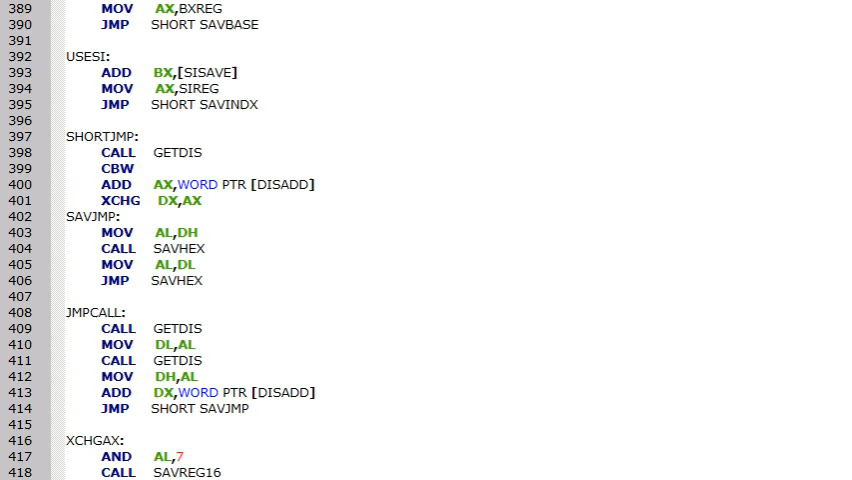 389 MOV AX,BXREG
390 JMP SHORT SAVBASE
391
392 USESI:
393 ADD BX,[SISAVE]
394 MOV AX,SIREG
395 JMP SHORT SAVINDX
396
397 SHORTJMP:
398 CALL GETDIS
399 CBW
400 ADD AX,WORD PTR [DISADD]
401 XCHG DX,AX
402 SAVJMP:
403 MOV AL,DH
404 CALL SAVHEX
405 MOV AL,DL
406 JMP SAVHEX
407
408 JMPCALL:
409 CALL GETDIS
410 MOV DL,AL
411 CALL GETDIS
412 MOV DH,AL
413 ADD DX,WORD PTR [DISADD]
414 JMP SHORT SAVJMP
415
416 XCHGAX:
417 AND AL,7
418 CALL SAVREG16